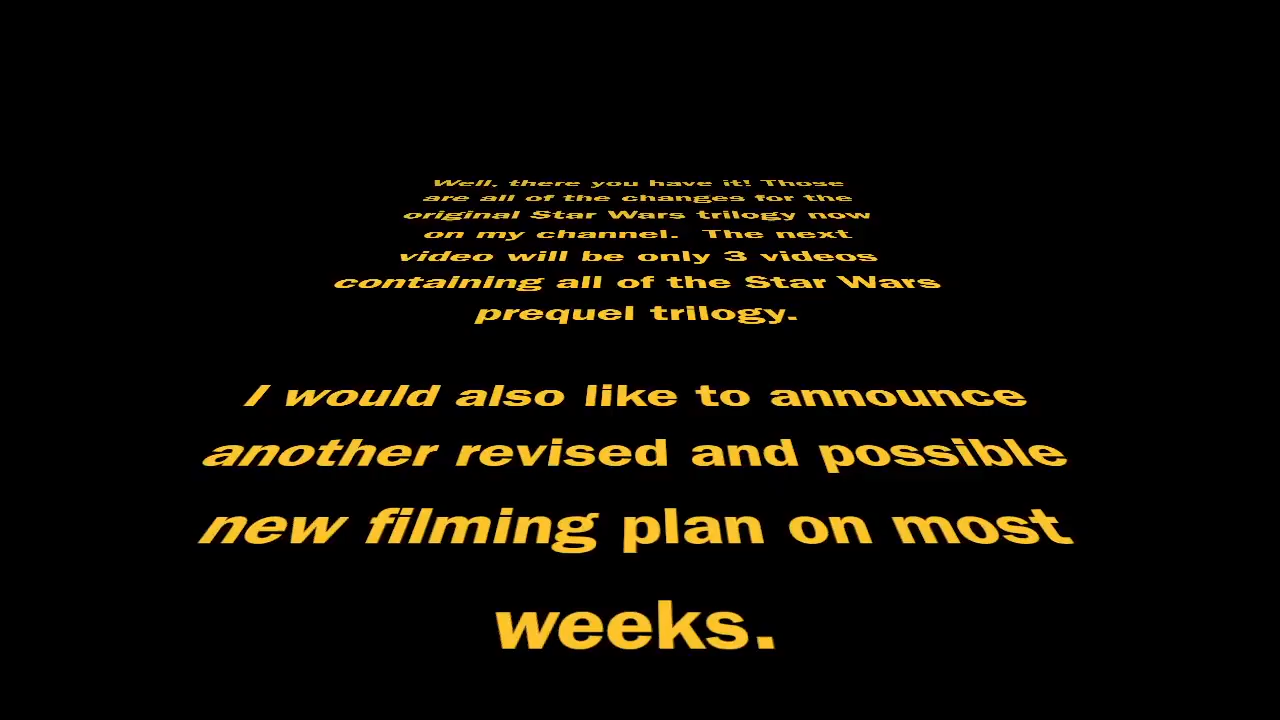 Well, there you have it! Those
are all of the changes for the
original Star Wars trilogy now
on my channel.  The next
video will be only 3 videos
containing all of the Star Wars
prequel trilogy.
I would also like to announce
another revised and possible
new filming plan on most
weeks.